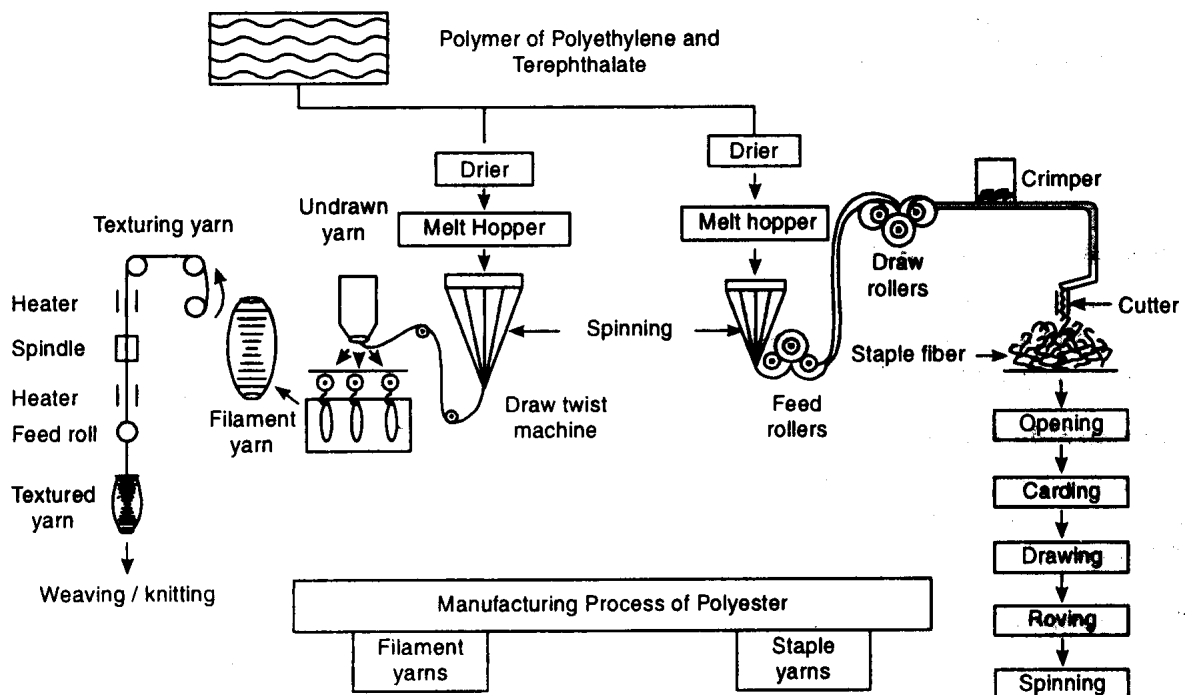 Polymer of Polyethylene and
Terephthalate
Drier
Drier
Crimper
Undrawn
yarn
Melt Hopper
Melt hopper
Texturing yarn
Draw
rollers
Heater
Cutter
Spinning
Spindle
Staple fiber
Heater
Filament
yarn
Draw twist
machine
Feed
rollers
Feed roll
Opening
Textured
yarn
Carding
Drawing
Weaving / knitting
Manufacturing Process of Polyester
Roving
Filament
yarns
Staple
yarns
Spinning